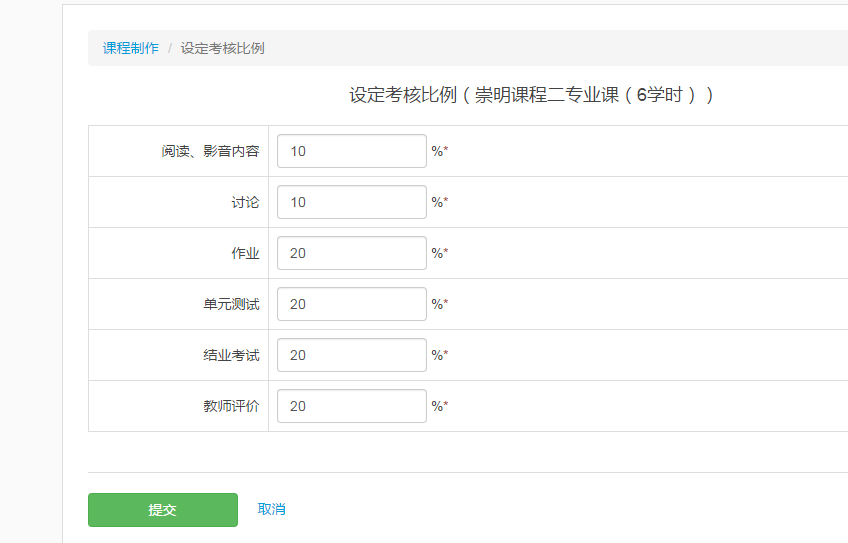 课程制作 / 设定考核比例
设定考核比例（崇明课程二专业课（6学时））
阅读、影音内容 10 %*
讨论 10 %*
作业 20 %*
单元测试 20 %*
结业考试 20 %*
教师评价 20 %*
提交 取消